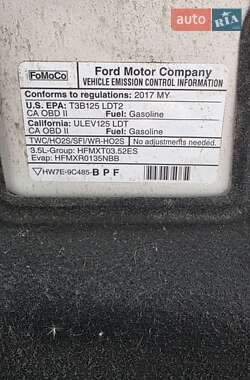 AUTO RIA
FoMoCo
Ford Motor Company
VEHICLE EMISSION CONTROL INFORMATION
Conforms to regulations: 2017 MY
U.S. EPA: T3B125 LDT2
CA OBD II Fuel: Gasoline
California: ULEV125 LDT
CA OBD II Fuel: Gasoline
TWC/HO2S/SFI/WR-HO2S
No adjustments needed.
3.5L-Group: HFMXT03.52ES
Evap: HFMXR0135NBB
HW7E-9C485-BPF